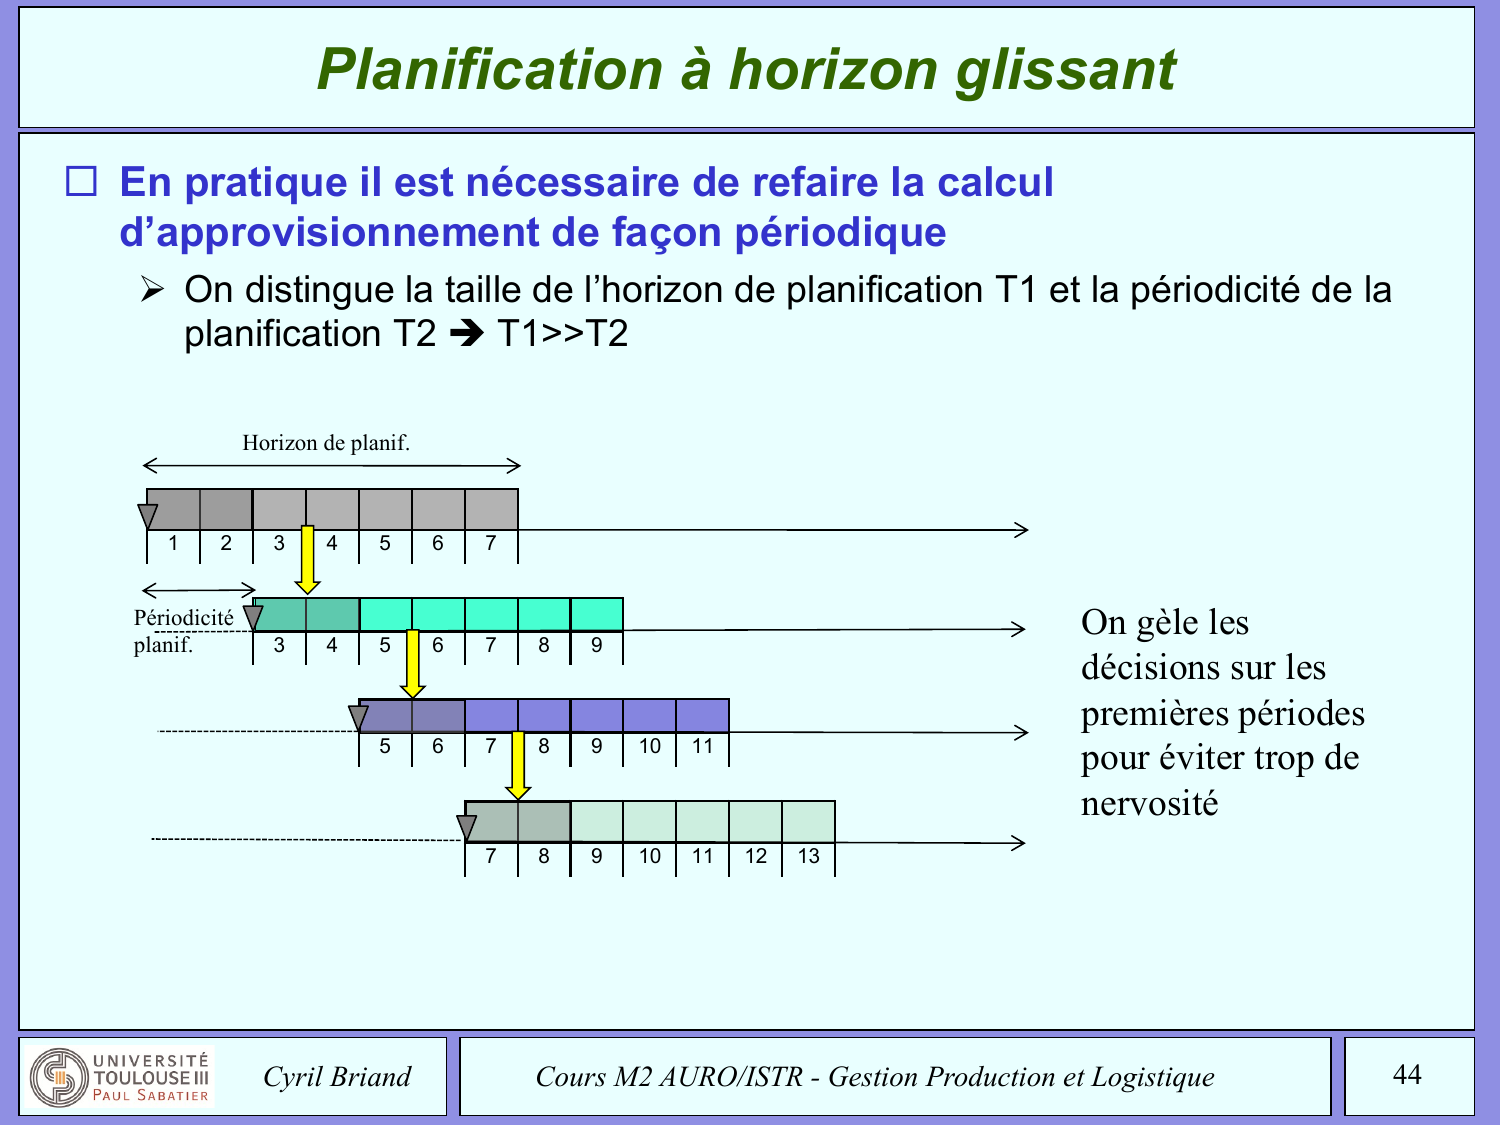 Planification à horizon glissant
En pratique il est nécessaire de refaire la calcul
d’approvisionnement de façon périodique
➢ On distingue la taille de l’horizon de planification T1 et la périodicité de la
planification T2 ➔ T1>>T2
Horizon de planif.
1 2 3 4 5 6 7
Périodicité
planif.
3 4 5 6 7 8 9
5 6 7 8 9 10 11
7 8 9 10 11 12 13
On gèle les
décisions sur les
premières périodes
pour éviter trop de
nervosité
UNIVERSITÉ
TOULOUSE III
PAUL SABATIER
Cyril Briand
Cours M2 AURO/ISTR - Gestion Production et Logistique
44